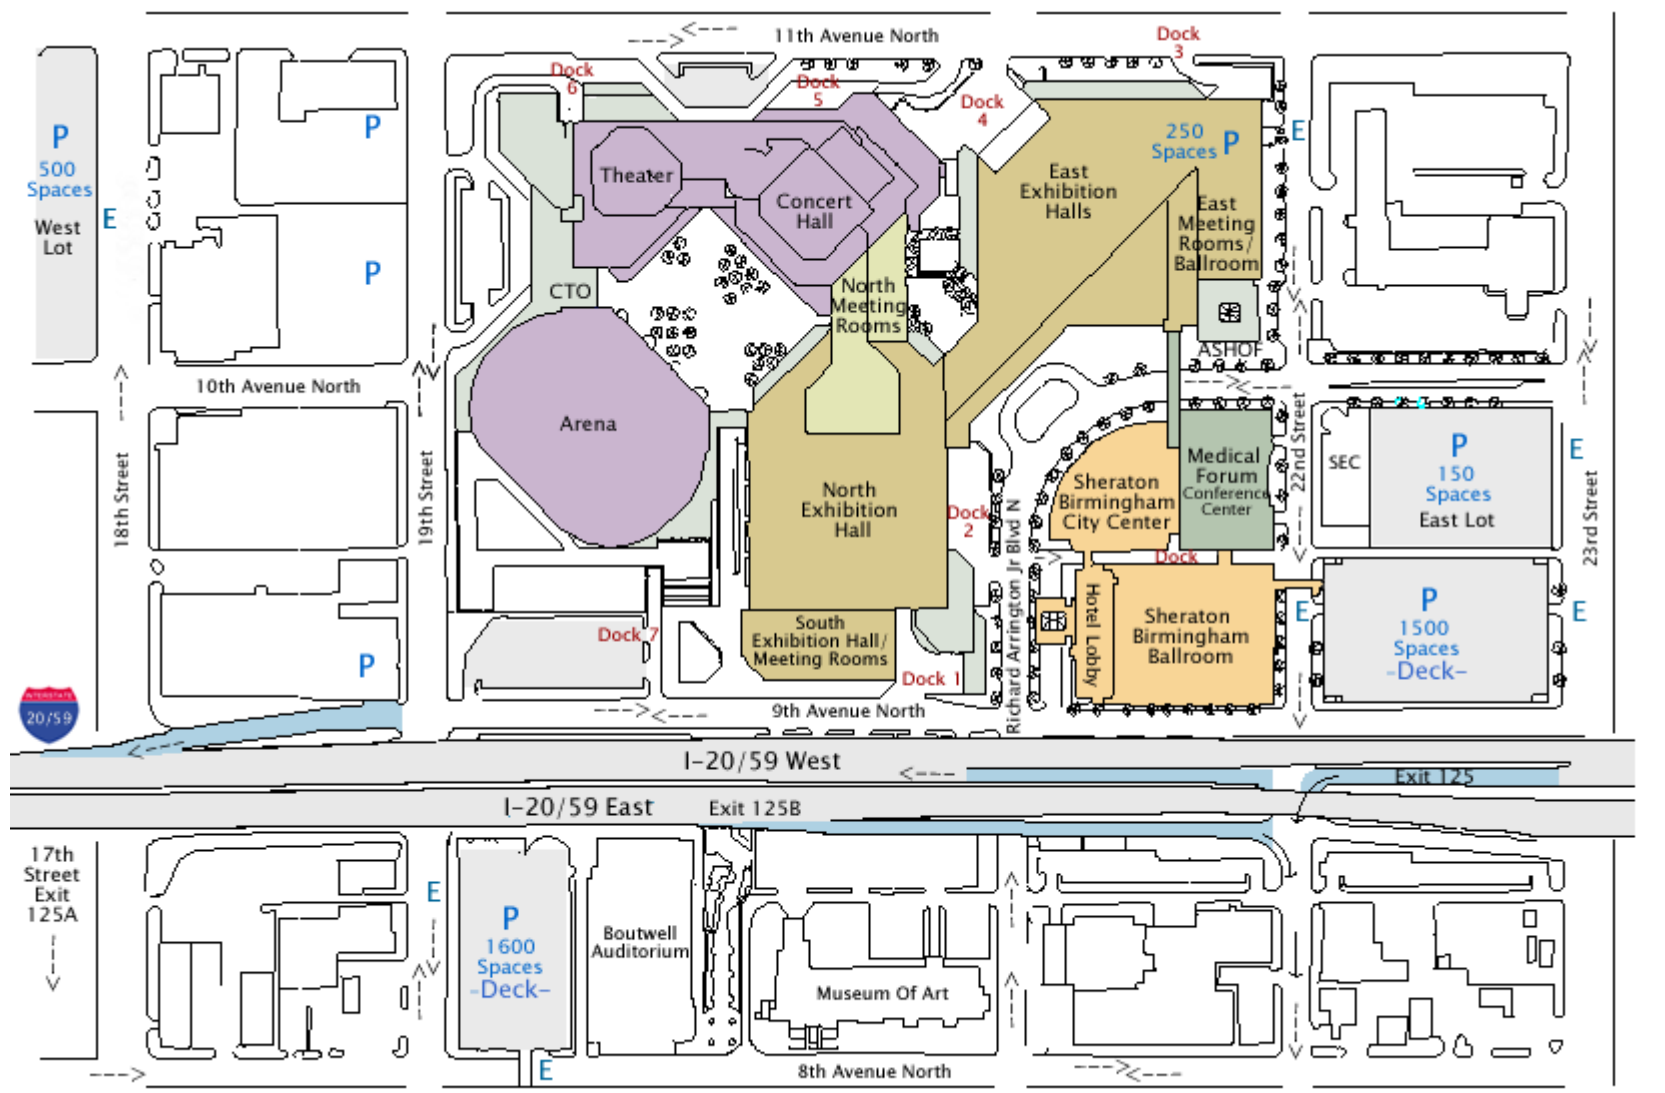 11th Avenue North
Dock
3
Dock
6
Dock
5
Dock
4
P
500
Spaces
West
Lot
E
P
P
Theater
Concert
Hall
East
Exhibition
Halls
250
Spaces
P
E
East
Meeting
Rooms/
Ballroom
CTO
North
Meeting
Rooms
ASHOF
10th Avenue North
Arena
18th Street
19th Street
North
Exhibition
Hall
Dock
2
Richard Arrington Jr Blvd N
Sheraton
Birmingham
City Center
Medical
Forum
Conference
Center
22nd Street
SEC
P
150
Spaces
East Lot
E
23rd Street
Dock
Hotel Lobby
Sheraton
Birmingham
Ballroom
E
P
1500
Spaces
-Deck-
E
P
Dock 7
South
Exhibition Hall/
Meeting Rooms
Dock 1
INTERSTATE
20/59
9th Avenue North
I-20/59 West
Exit 125
I-20/59 East
Exit 125B
17th
Street
Exit
125A
E
P
1600
Spaces
-Deck-
Boutwell
Auditorium
Museum Of Art
E
8th Avenue North